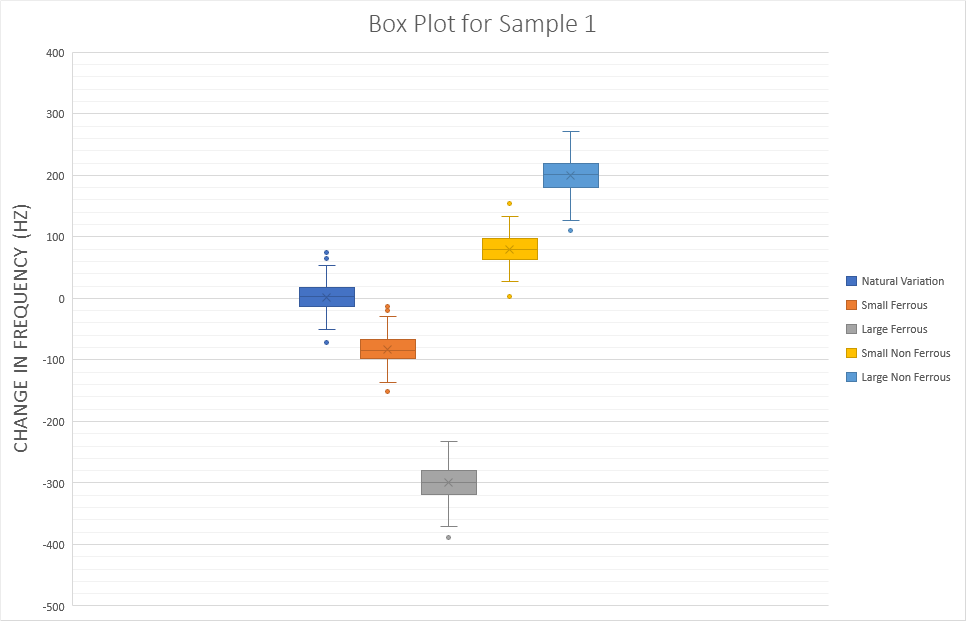 Box Plot for Sample 1
CHANGE IN FREQUENCY (HZ)
400
300
200
100
0
-100
-200
-300
-400
-500
Natural Variation
Small Ferrous
Large Ferrous
Small Non Ferrous
Large Non Ferrous